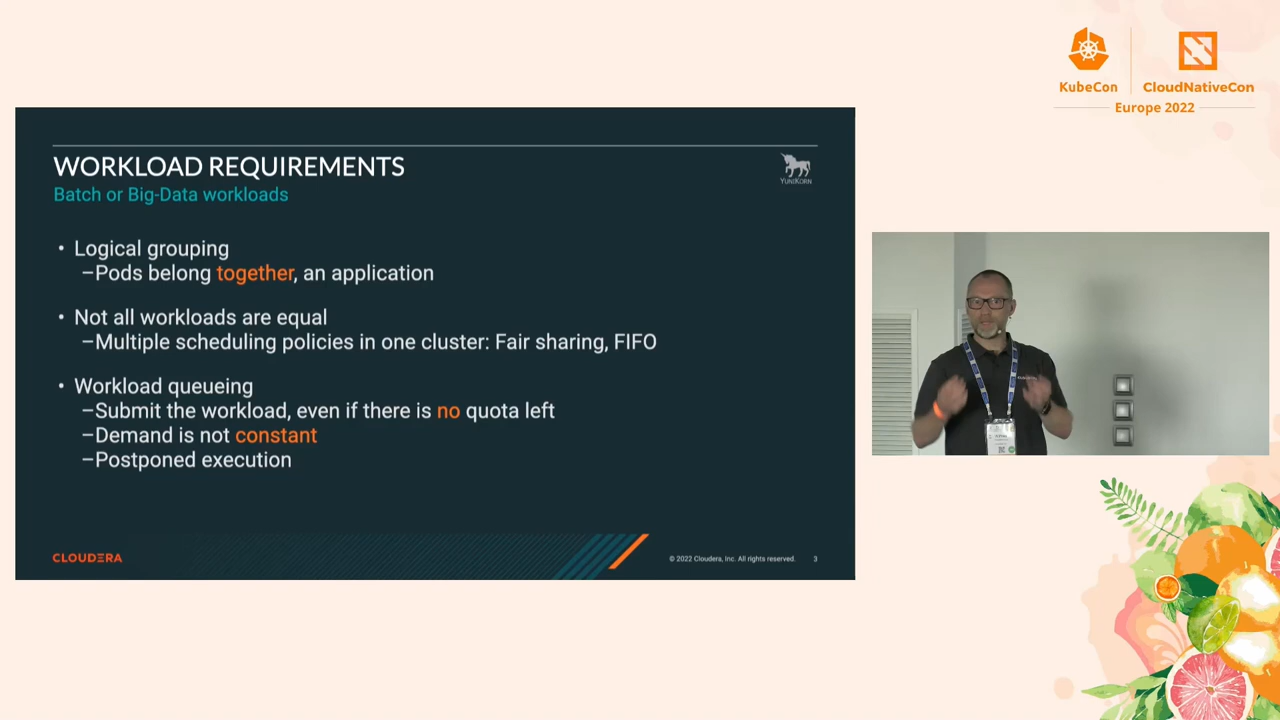 KubeCon
CloudNativeCon
Europe 2022
WORKLOAD REQUIREMENTS
Batch or Big-Data workloads
YUNIKORN
• Logical grouping
–Pods belong together, an application
• Not all workloads are equal
–Multiple scheduling policies in one cluster: Fair sharing, FIFO
• Workload queueing
–Submit the workload, even if there is no quota left
–Demand is not constant
–Postponed execution
CLOUDERA
© 2022 Cloudera, Inc. All rights reserved.
3